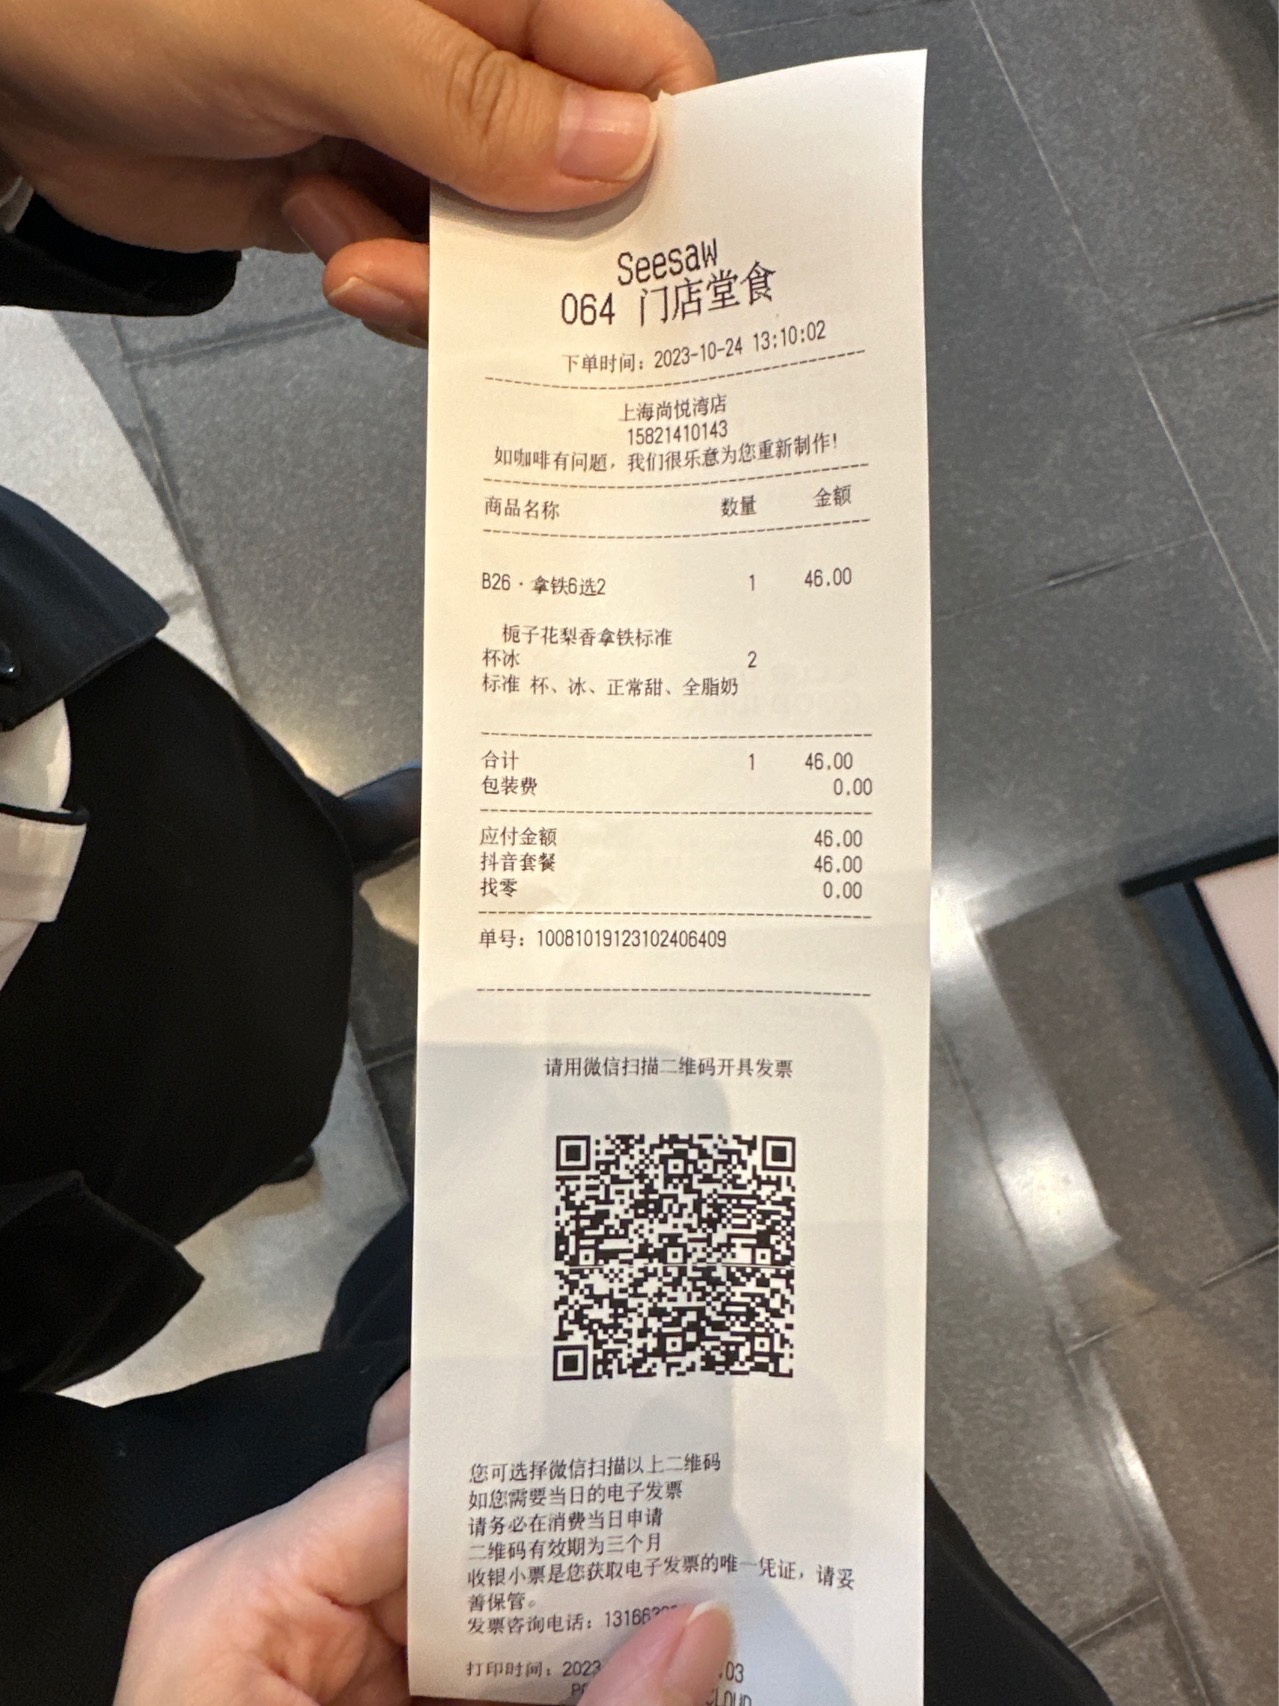 Seesaw
064 门店堂食
下单时间：2023-10-24 13:10:02
上海尚悦湾店
15821410143
如咖啡有问题，我们很乐意为您重新制作！
商品名称 数量 金额
B26·拿铁6选2 1 46.00
栀子花梨香拿铁标准
杯冰 2
标准 杯、冰、正常甜、全脂奶
合计 1 46.00
包装费 0.00
应付金额 46.00
抖音套餐 46.00
找零 0.00
单号：10081019123102406409
请用微信扫描二维码开具发票
您可选择微信扫描以上二维码
如您需要当日的电子发票
请务必在消费当日申请
二维码有效期为三个月
收银小票是您获取电子发票的唯一凭证，请妥
善保管。
发票咨询电话：13166
打印时间：2023 :03